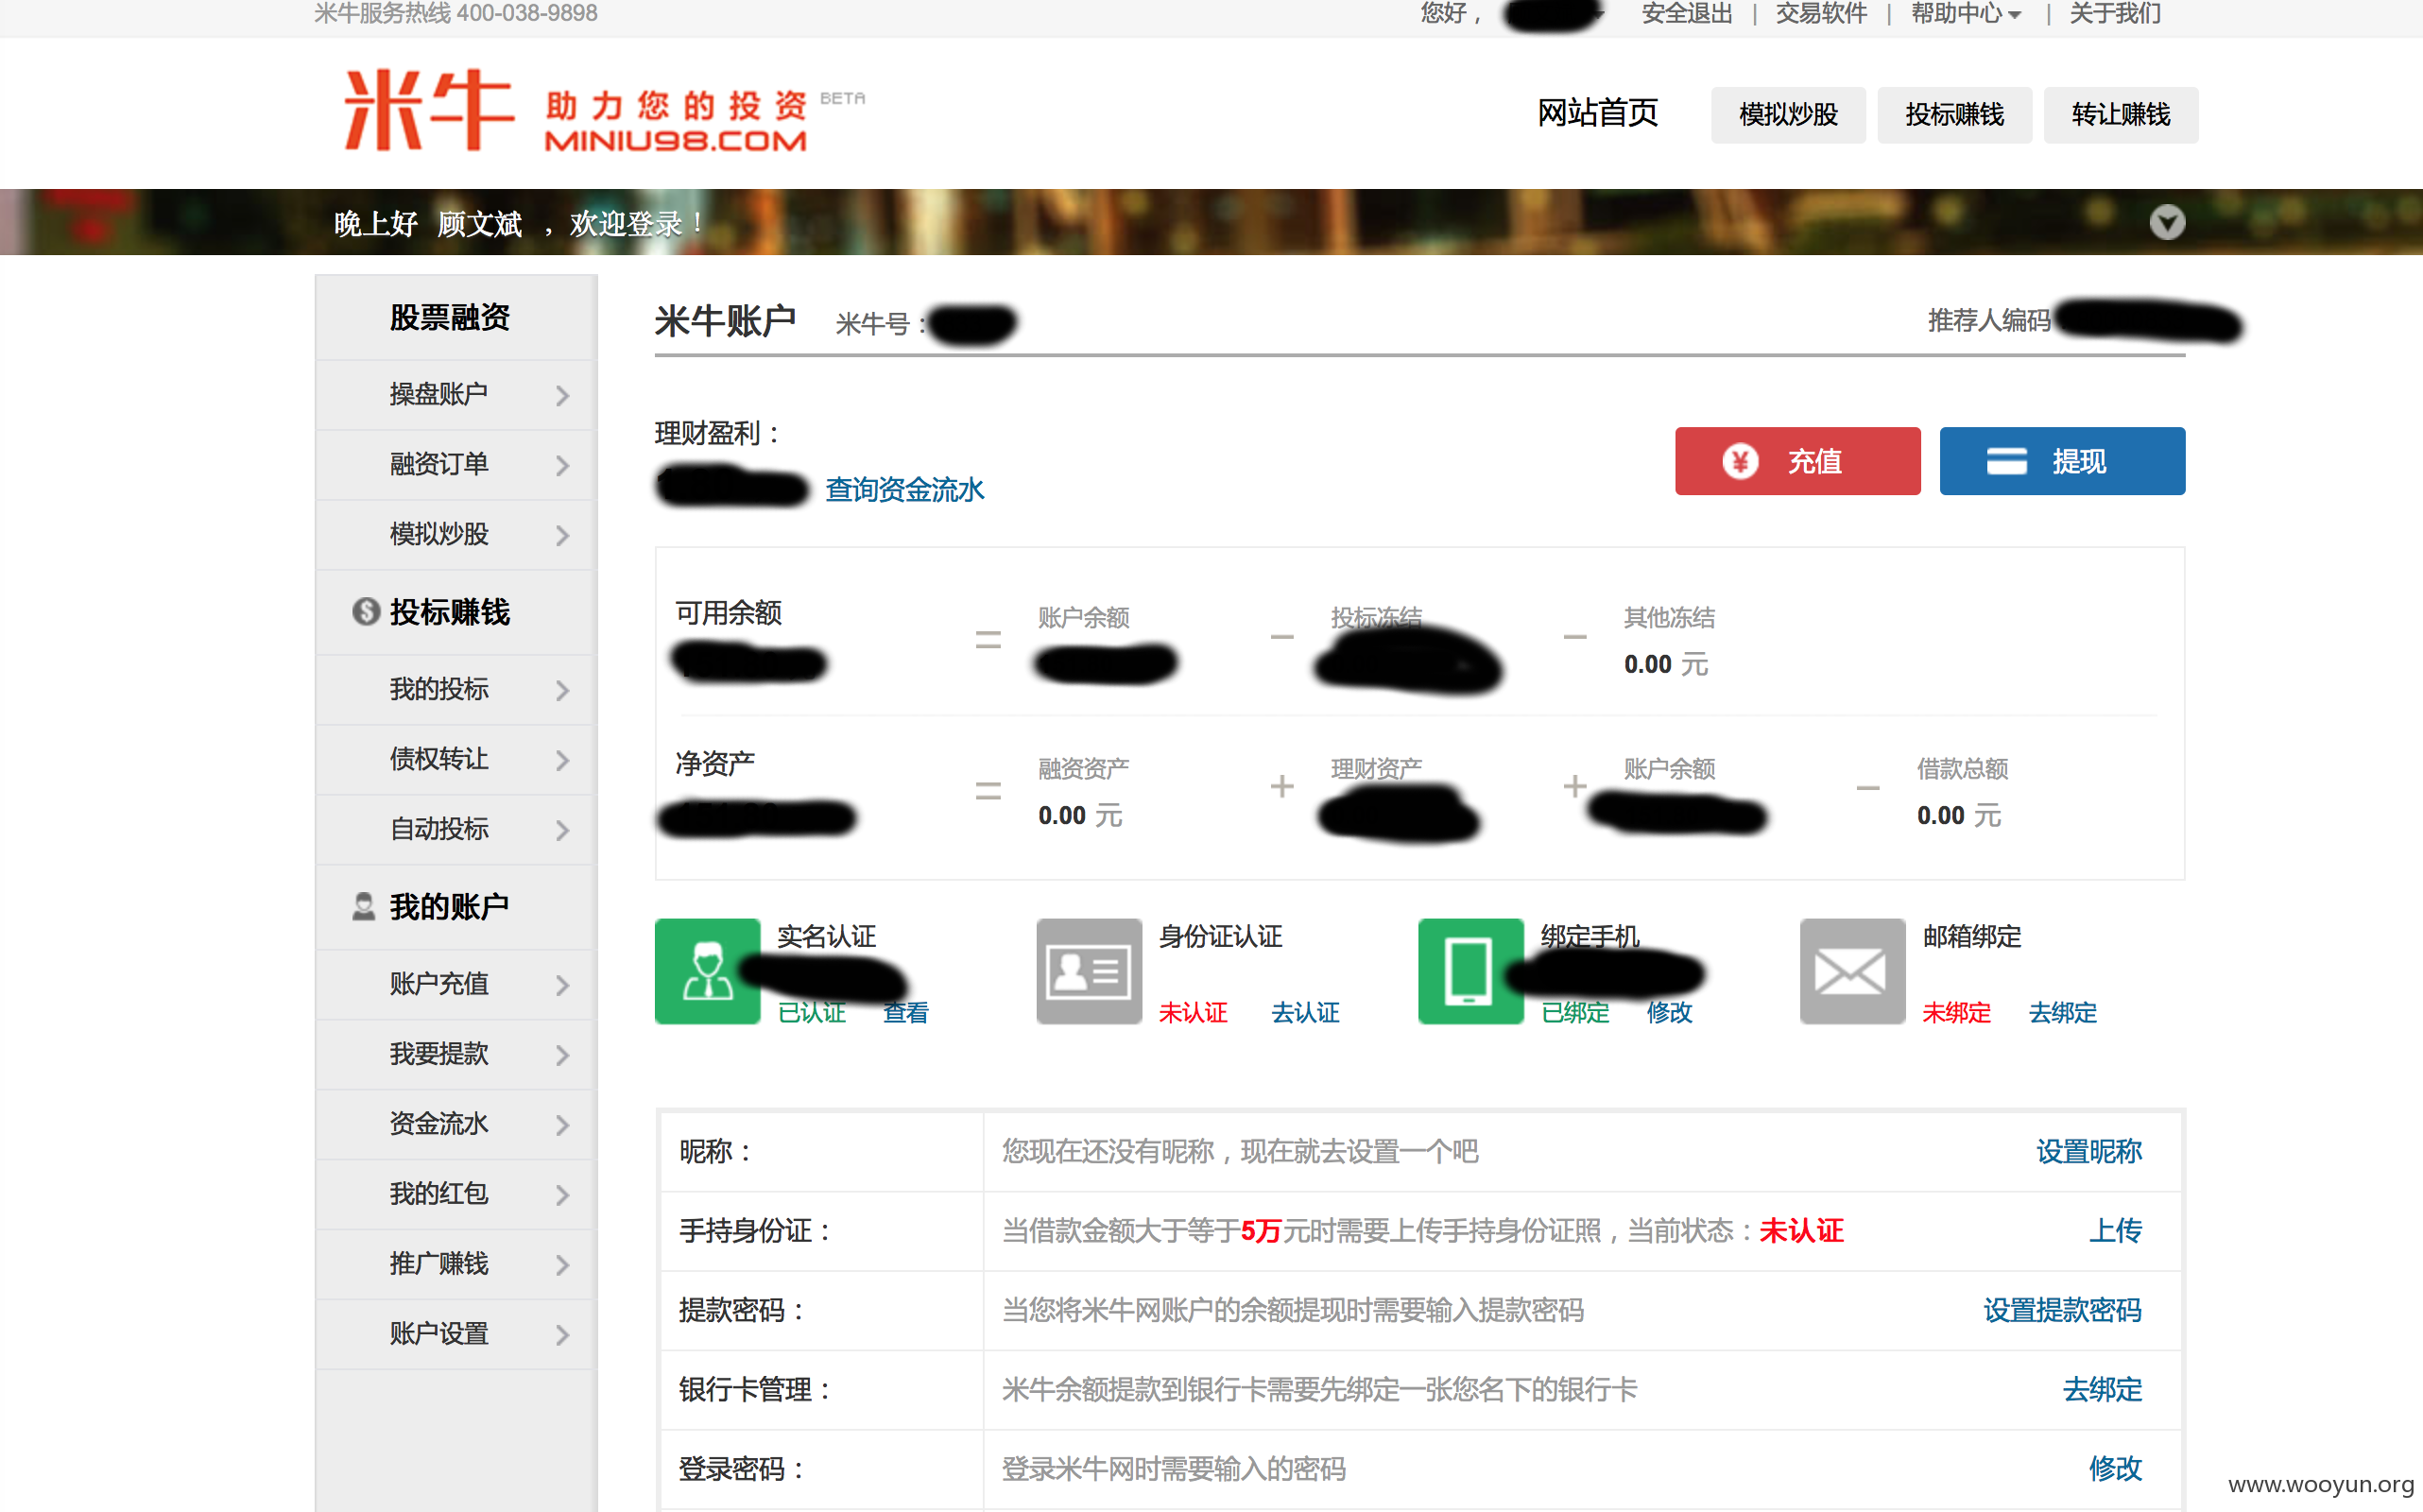 米牛服务热线 400-038-9898
您好， 安全退出 | 交易软件 | 帮助中心 | 关于我们
米牛 助力您的投资 BETA
MINIU98.COM
网站首页 模拟炒股 投标赚钱 转让赚钱
晚上好 顾文斌 ，欢迎登录！
股票融资
操盘账户
融资订单
模拟炒股
投标赚钱
我的投标
债权转让
自动投标
我的账户
账户充值
我要提款
资金流水
我的红包
推广赚钱
账户设置
米牛账户 米牛号： 推荐人编码
理财盈利：
查询资金流水
充值 提现
可用余额 = 账户余额 − 投标冻结 − 其他冻结
0.00 元
净资产 = 融资资产 + 理财资产 + 账户余额 − 借款总额
0.00 元 0.00 元
实名认证 身份证认证 绑定手机 邮箱绑定
已认证 查看 未认证 去认证 已绑定 修改 未绑定 去绑定
昵称： 您现在还没有昵称，现在就去设置一个吧 设置昵称
手持身份证： 当借款金额大于等于5万元时需要上传手持身份证照，当前状态：未认证 上传
提款密码： 当您将米牛网账户的余额提现时需要输入提款密码 设置提款密码
银行卡管理： 米牛余额提款到银行卡需要先绑定一张您名下的银行卡 去绑定
登录密码： 登录米牛网时需要输入的密码 修改
www.wooyun.org